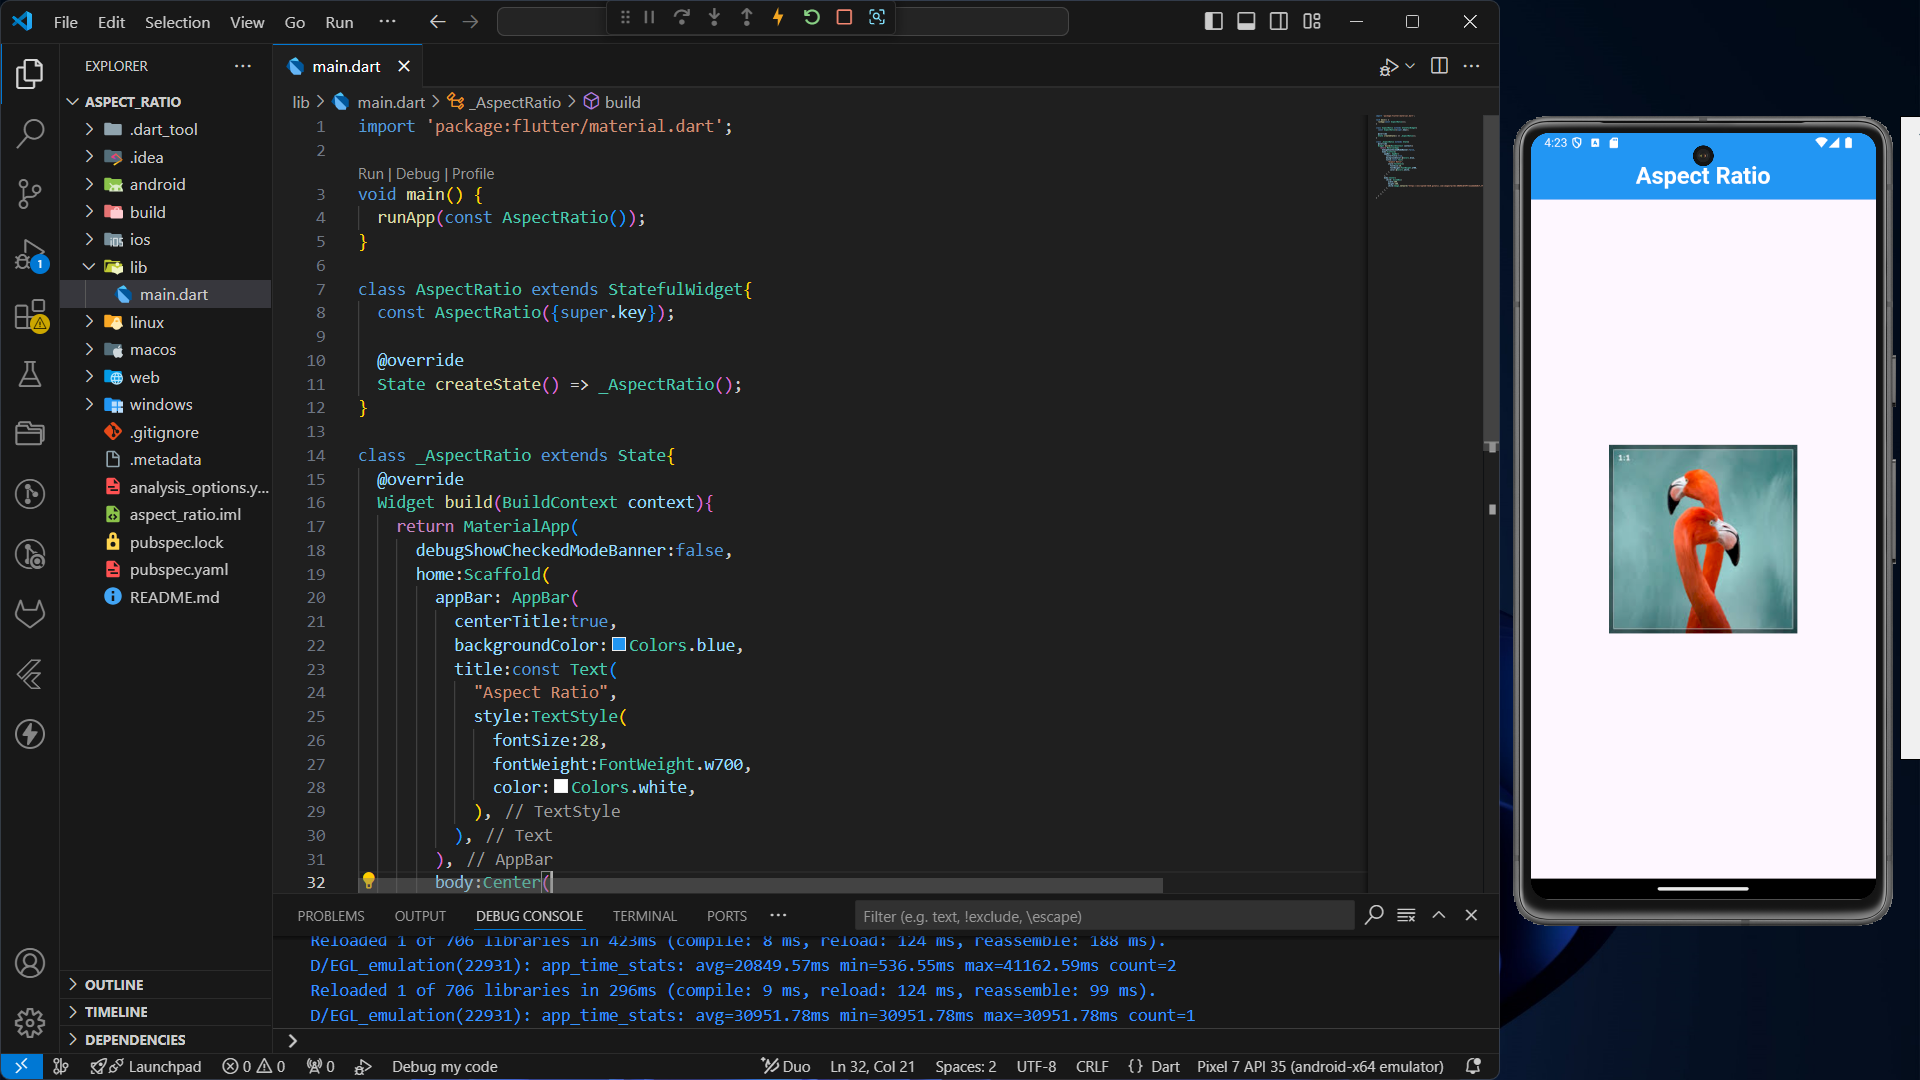 File Edit Selection View Go Run
EXPLORER
ASPECT_RATIO
.dart_tool
.idea
android
build
ios
lib
main.dart
linux
macos
web
windows
.gitignore
.metadata
analysis_options.y...
aspect_ratio.iml
pubspec.lock
pubspec.yaml
README.md
OUTLINE
TIMELINE
DEPENDENCIES
1
main.dart
lib > main.dart > _AspectRatio > build
1 import 'package:flutter/material.dart';
2
Run | Debug | Profile
3 void main() {
4 runApp(const AspectRatio());
5 }
6
7 class AspectRatio extends StatefulWidget{
8 const AspectRatio({super.key});
9
10 @override
11 State createState() => _AspectRatio();
12 }
13
14 class _AspectRatio extends State{
15 @override
16 Widget build(BuildContext context){
17 return MaterialApp(
18 debugShowCheckedModeBanner:false,
19 home:Scaffold(
20 appBar: AppBar(
21 centerTitle:true,
22 backgroundColor:Colors.blue,
23 title:const Text(
24 "Aspect Ratio",
25 style:TextStyle(
26 fontSize:28,
27 fontWeight:FontWeight.w700,
28 color:Colors.white,
29 ), // TextStyle
30 ), // Text
31 ), // AppBar
32 body:Center(
PROBLEMS OUTPUT DEBUG CONSOLE TERMINAL PORTS
Filter (e.g. text, !exclude, \escape)
Reloaded 1 of 706 libraries in 423ms (compile: 8 ms, reload: 124 ms, reassemble: 188 ms).
D/EGL_emulation(22931): app_time_stats: avg=20849.57ms min=536.55ms max=41162.59ms count=2
Reloaded 1 of 706 libraries in 296ms (compile: 9 ms, reload: 124 ms, reassemble: 99 ms).
D/EGL_emulation(22931): app_time_stats: avg=30951.78ms min=30951.78ms max=30951.78ms count=1
Launchpad 0 0 0 Debug my code Duo Ln 32, Col 21 Spaces: 2 UTF-8 CRLF {} Dart Pixel 7 API 35 (android-x64 emulator)
4:23
Aspect Ratio
1:1